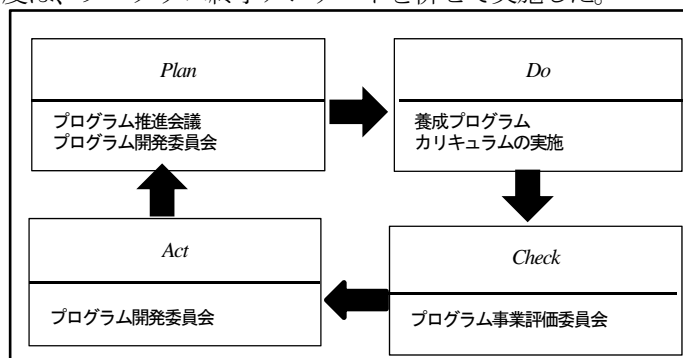 Plan
プログラム推進会議
プログラム開発委員会
Do
養成プログラム
カリキュラムの実施
Act
プログラム開発委員会
Check
プログラム事業評価委員会